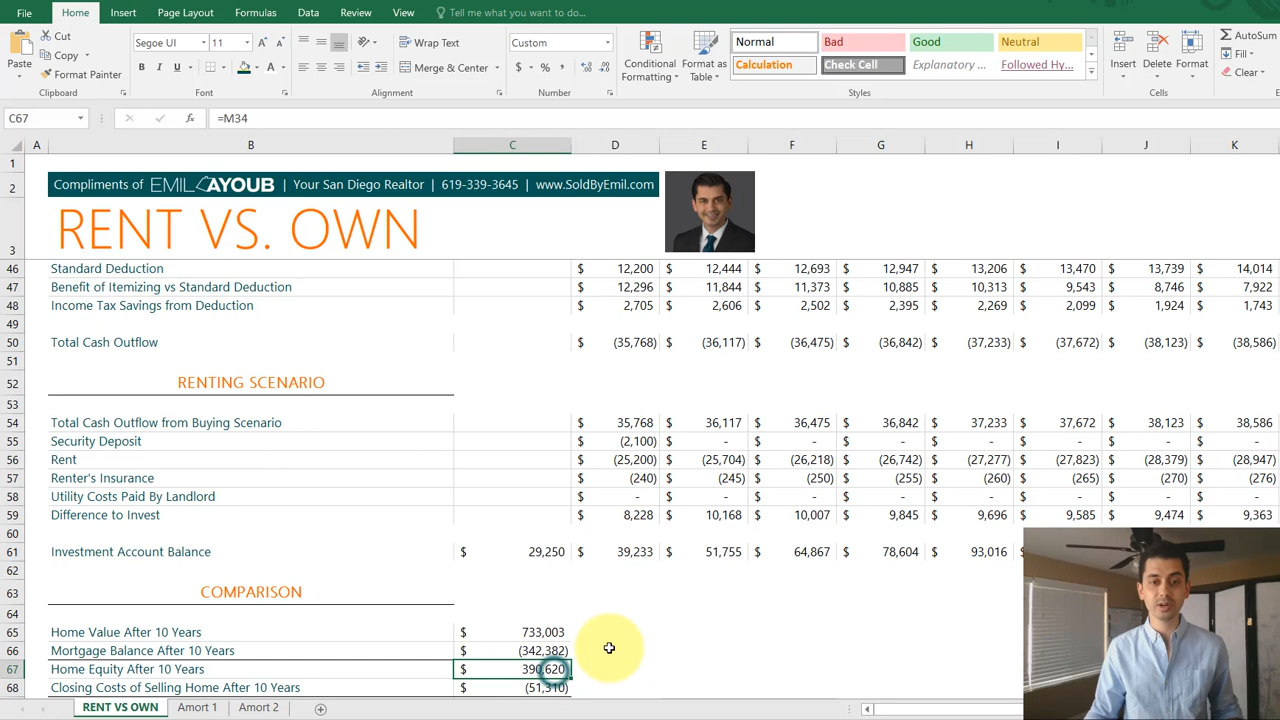 File Home Insert Page Layout Formulas Data Review View Tell me what you want to do...
Paste Cut Copy Format Painter Clipboard
Segoe UI 11 B I U A Font
Wrap Text Merge & Center Alignment
Custom $ % , Number
Conditional Formatting Format as Table
Normal Bad Good Neutral
Calculation Check Cell Explanatory ... Followed Hy...
Styles
Insert Delete Format Cells
AutoSum Fill Clear
C67 fx =M34
A B C D E F G H I J K
1
2 Compliments of EMIL AYOUB | Your San Diego Realtor | 619-339-3645 | www.SoldByEmil.com
3 RENT VS. OWN
46 Standard Deduction $ 12,200 $ 12,444 $ 12,693 $ 12,947 $ 13,206 $ 13,470 $ 13,739 $ 14,014
47 Benefit of Itemizing vs Standard Deduction $ 12,296 $ 11,844 $ 11,373 $ 10,885 $ 10,313 $ 9,543 $ 8,746 $ 7,922
48 Income Tax Savings from Deduction $ 2,705 $ 2,606 $ 2,502 $ 2,395 $ 2,269 $ 2,099 $ 1,924 $ 1,743
49
50 Total Cash Outflow $ (35,768) $ (36,117) $ (36,475) $ (36,842) $ (37,233) $ (37,672) $ (38,123) $ (38,586)
51
52 RENTING SCENARIO
53
54 Total Cash Outflow from Buying Scenario $ 35,768 $ 36,117 $ 36,475 $ 36,842 $ 37,233 $ 37,672 $ 38,123 $ 38,586
55 Security Deposit $ (2,100) $ - $ - $ - $ - $ - $ - $ -
56 Rent $ (25,200) $ (25,704) $ (26,218) $ (26,742) $ (27,277) $ (27,823) $ (28,379) $ (28,947)
57 Renter's Insurance $ (240) $ (245) $ (250) $ (255) $ (260) $ (265) $ (270) $ (276)
58 Utility Costs Paid By Landlord $ - $ - $ - $ - $ - $ - $ - $ -
59 Difference to Invest $ 8,228 $ 10,168 $ 10,007 $ 9,845 $ 9,696 $ 9,585 $ 9,474 $ 9,363
60
61 Investment Account Balance $ 29,250 $ 39,233 $ 51,755 $ 64,867 $ 78,604 $ 93,016 $
62
63 COMPARISON
64
65 Home Value After 10 Years $ 733,003
66 Mortgage Balance After 10 Years $ (342,382)
67 Home Equity After 10 Years $ 390,620
68 Closing Costs of Selling Home After 10 Years $ (51,310)
RENT VS OWN Amort 1 Amort 2